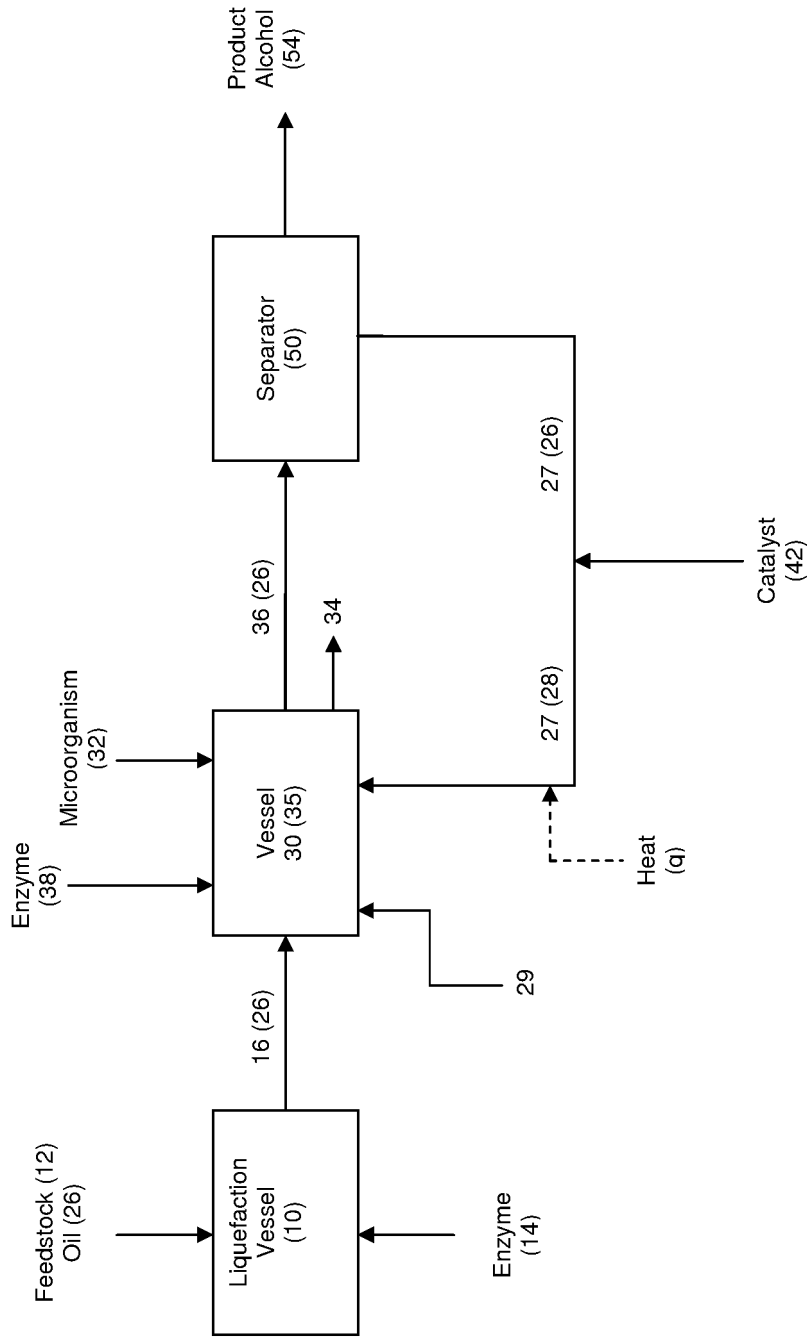 Feedstock (12)
Oil (26)
Liquefaction
Vessel
(10)
Enzyme
(14)
16 (26)
Enzyme
(38)
Microorganism
(32)
Vessel
30 (35)
29
36 (26)
34
Separator
(50)
Product
Alcohol
(54)
27 (28)
27 (26)
Heat
(q)
Catalyst
(42)